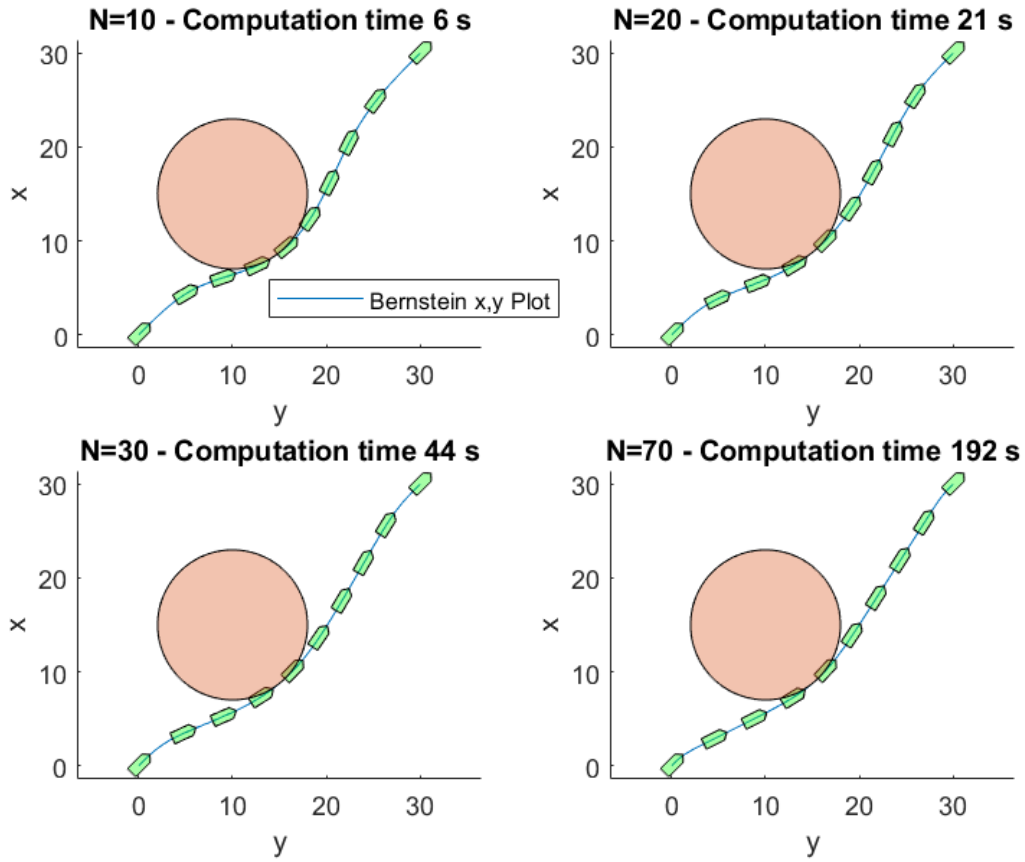 N=10 - Computation time 6 s
30
20
10
0
x
0 10 20 30
y
Bernstein x,y Plot
N=20 - Computation time 21 s
30
20
10
0
x
0 10 20 30
y
N=30 - Computation time 44 s
30
20
10
0
x
0 10 20 30
y
N=70 - Computation time 192 s
30
20
10
0
x
0 10 20 30
y